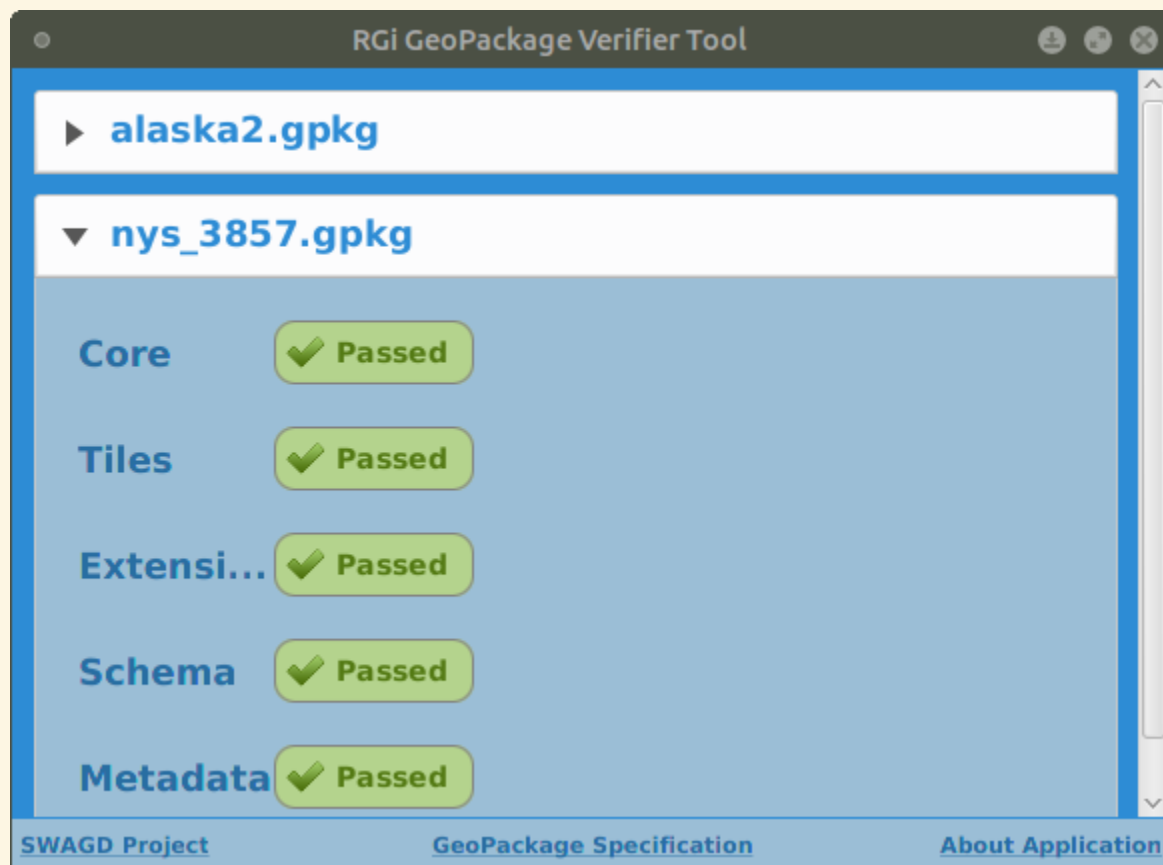 RGi GeoPackage Verifier Tool
alaska2.gpkg
nys_3857.gpkg
Core Passed
Tiles Passed
Extensi... Passed
Schema Passed
Metadata Passed
SWAGD Project GeoPackage Specification About Application